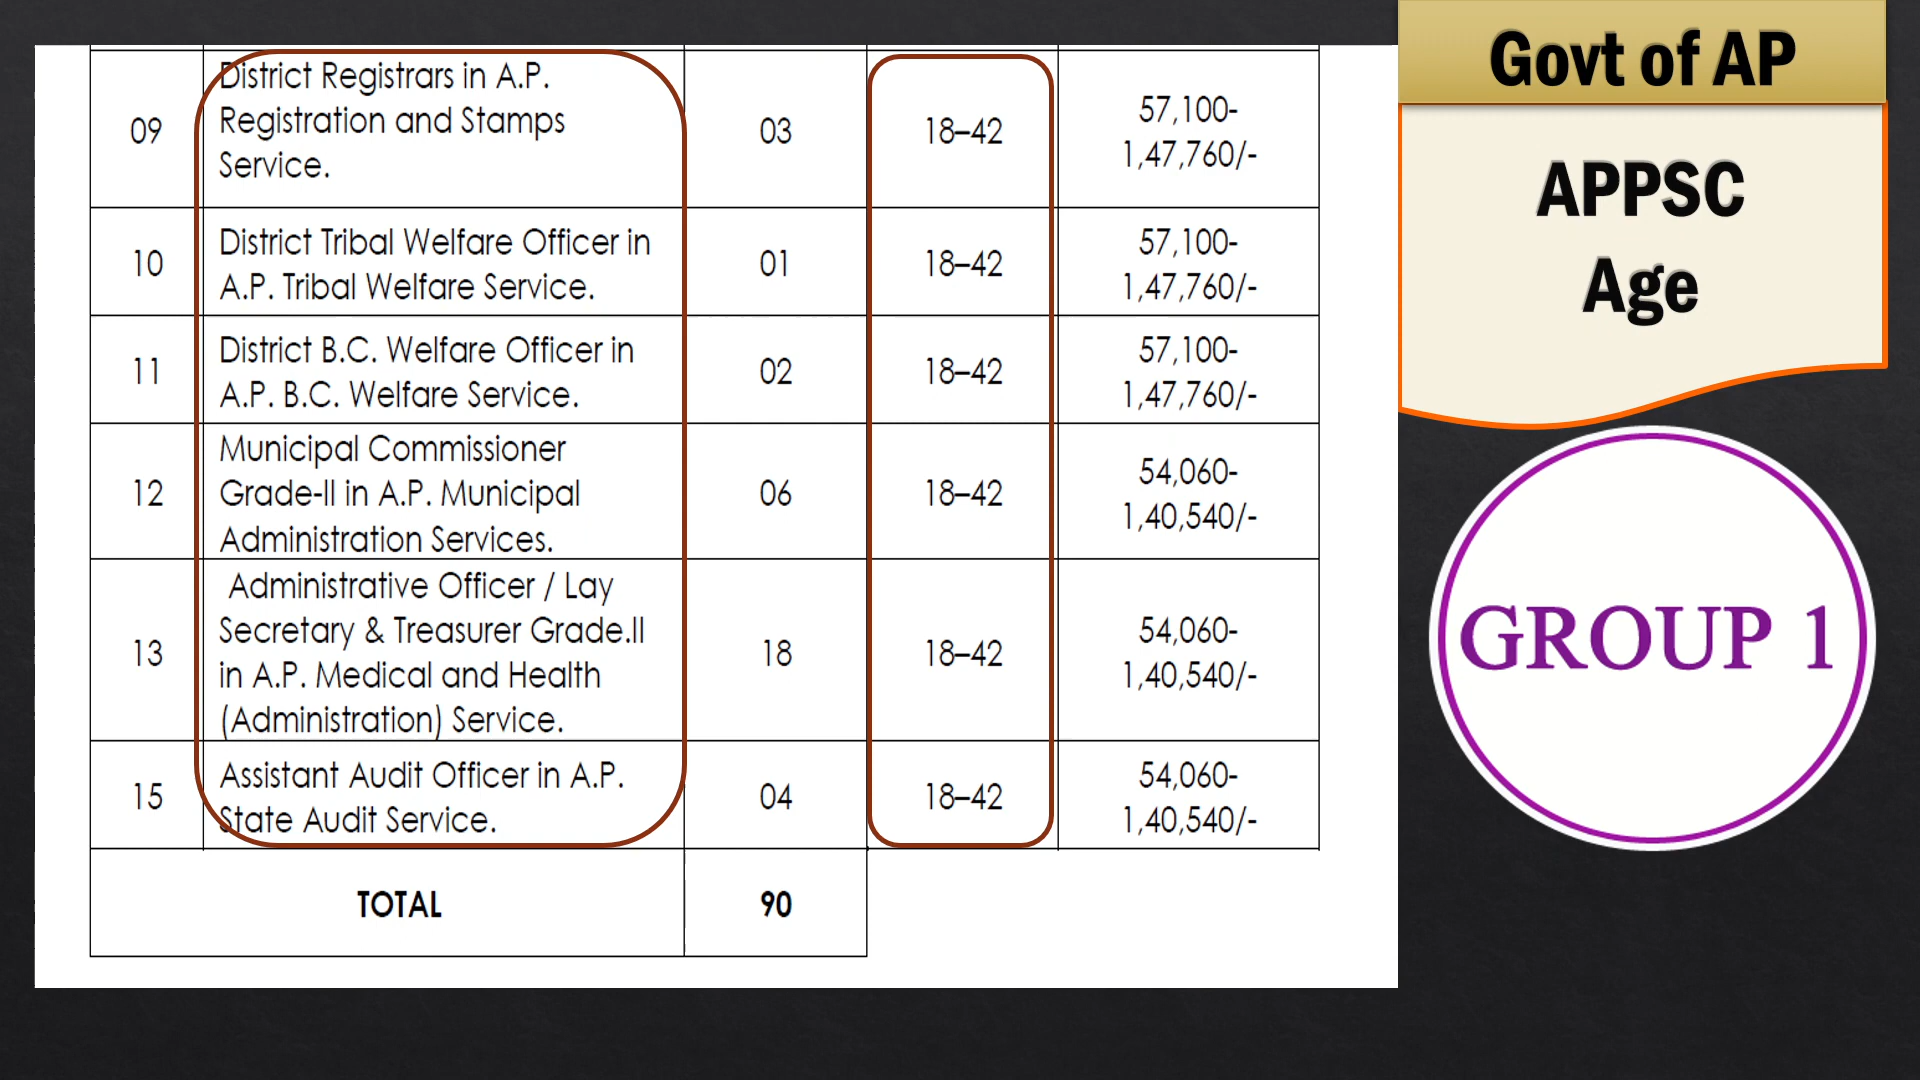 Govt of AP
APPSC
Age
GROUP 1
09 District Registrars in A.P. Registration and Stamps Service. 03 18–42 57,100-1,47,760/-
10 District Tribal Welfare Officer in A.P. Tribal Welfare Service. 01 18–42 57,100-1,47,760/-
11 District B.C. Welfare Officer in A.P. B.C. Welfare Service. 02 18–42 57,100-1,47,760/-
12 Municipal Commissioner Grade-II in A.P. Municipal Administration Services. 06 18–42 54,060-1,40,540/-
13 Administrative Officer / Lay Secretary & Treasurer Grade.II in A.P. Medical and Health (Administration) Service. 18 18–42 54,060-1,40,540/-
15 Assistant Audit Officer in A.P. State Audit Service. 04 18–42 54,060-1,40,540/-
TOTAL 90